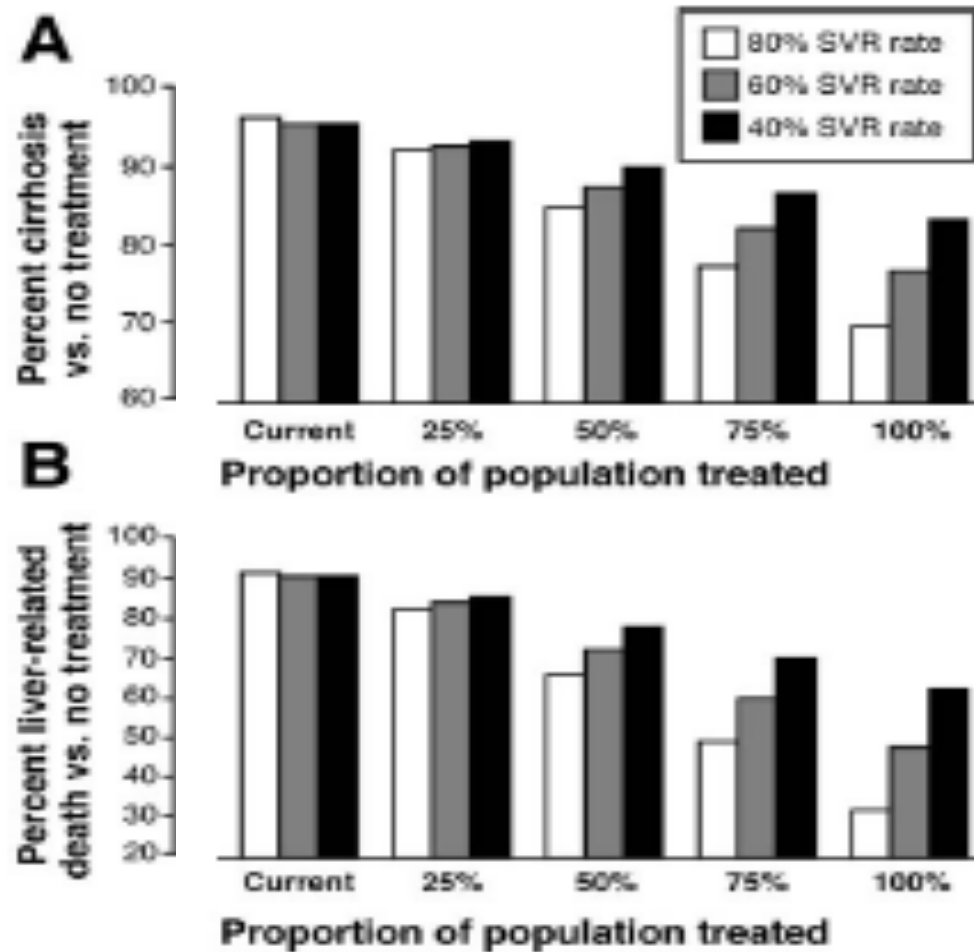 A
80% SVR rate
60% SVR rate
40% SVR rate
Percent cirrhosis
vs. no treatment
100
90
80
70
60
Current 25% 50% 75% 100%
Proportion of population treated
B
Percent liver-related
death vs. no treatment
100
90
80
70
60
50
40
30
20
Current 25% 50% 75% 100%
Proportion of population treated